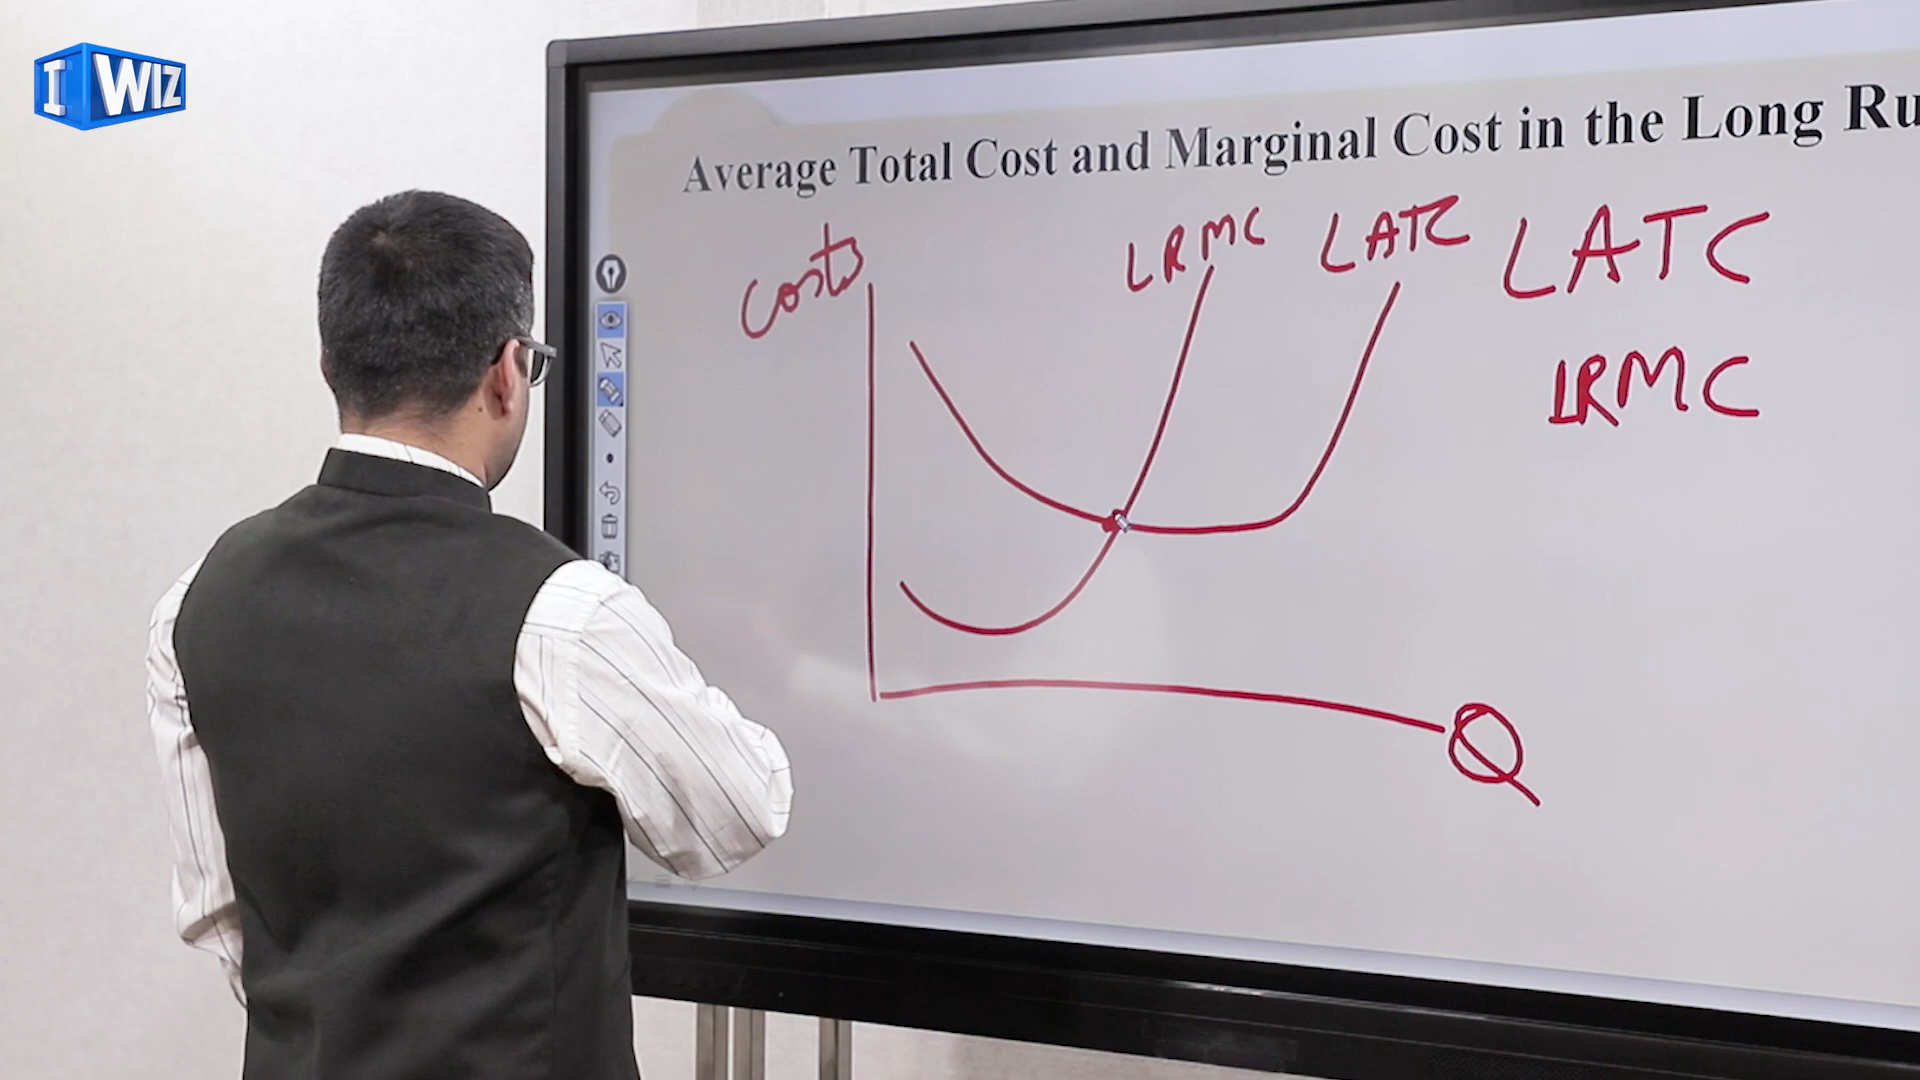 I WIZ
Average Total Cost and Marginal Cost in the Long Ru
Costs
LRMC LATC LATC
LRMC
Q